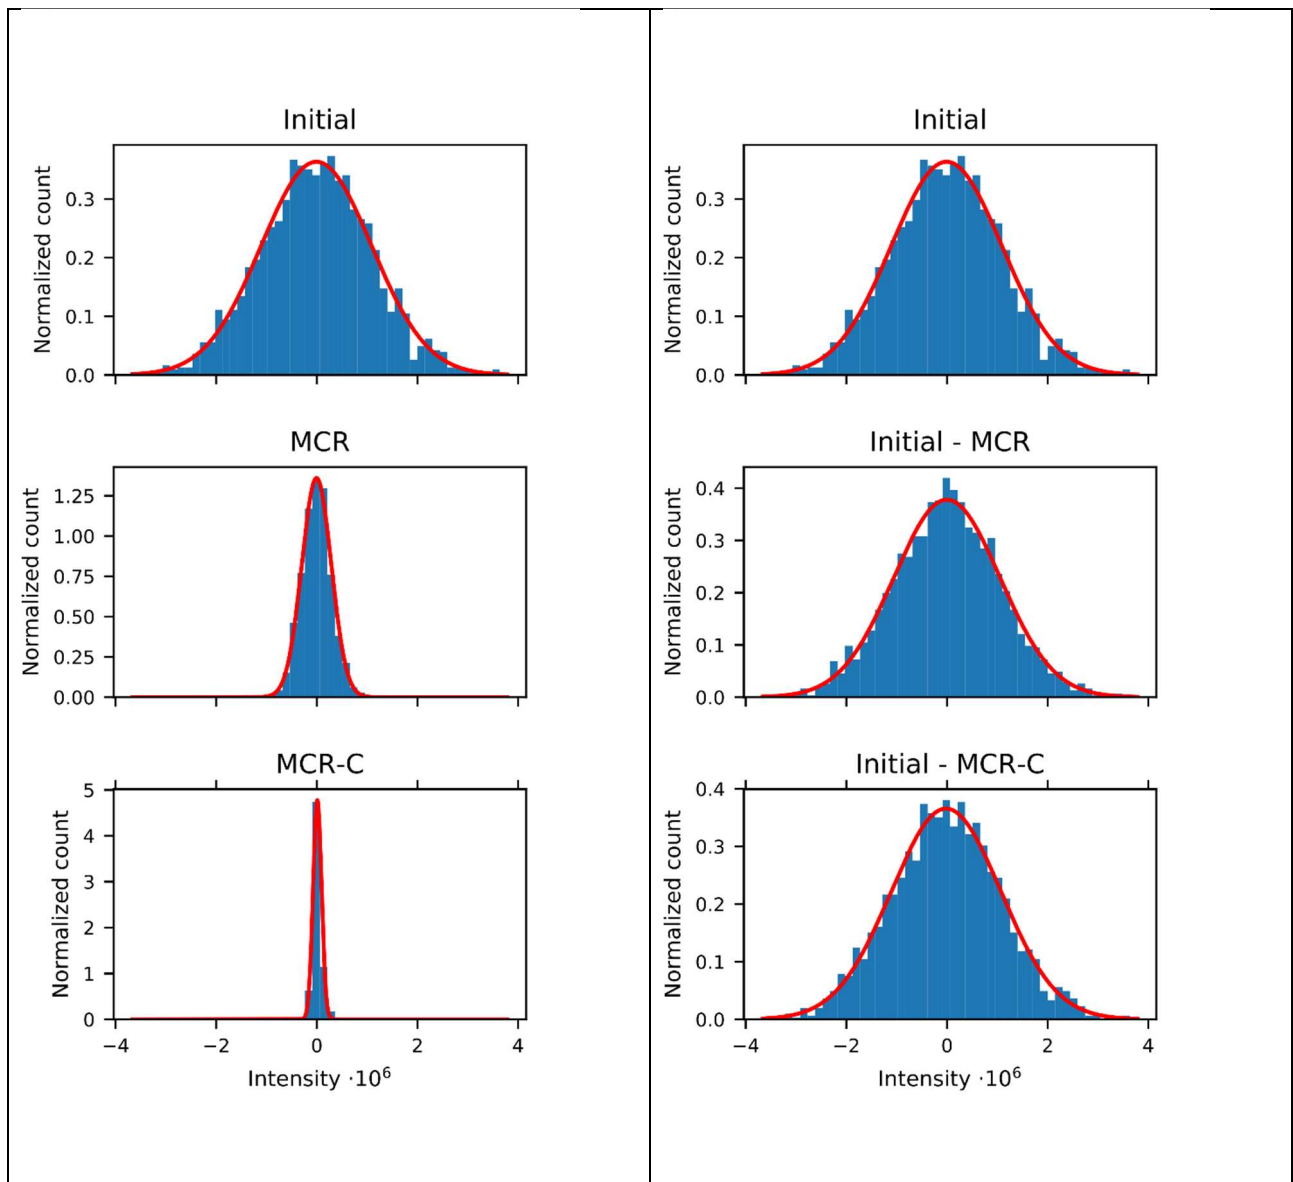 Initial
Normalized count
0.3
0.2
0.1
0.0
MCR
Normalized count
1.25
1.00
0.75
0.50
0.25
0.00
MCR-C
Normalized count
5
4
3
2
1
0
−4 −2 0 2 4
Intensity ·10⁶
Initial
Normalized count
0.3
0.2
0.1
0.0
Initial - MCR
Normalized count
0.4
0.3
0.2
0.1
0.0
Initial - MCR-C
Normalized count
0.4
0.3
0.2
0.1
0.0
−4 −2 0 2 4
Intensity ·10⁶